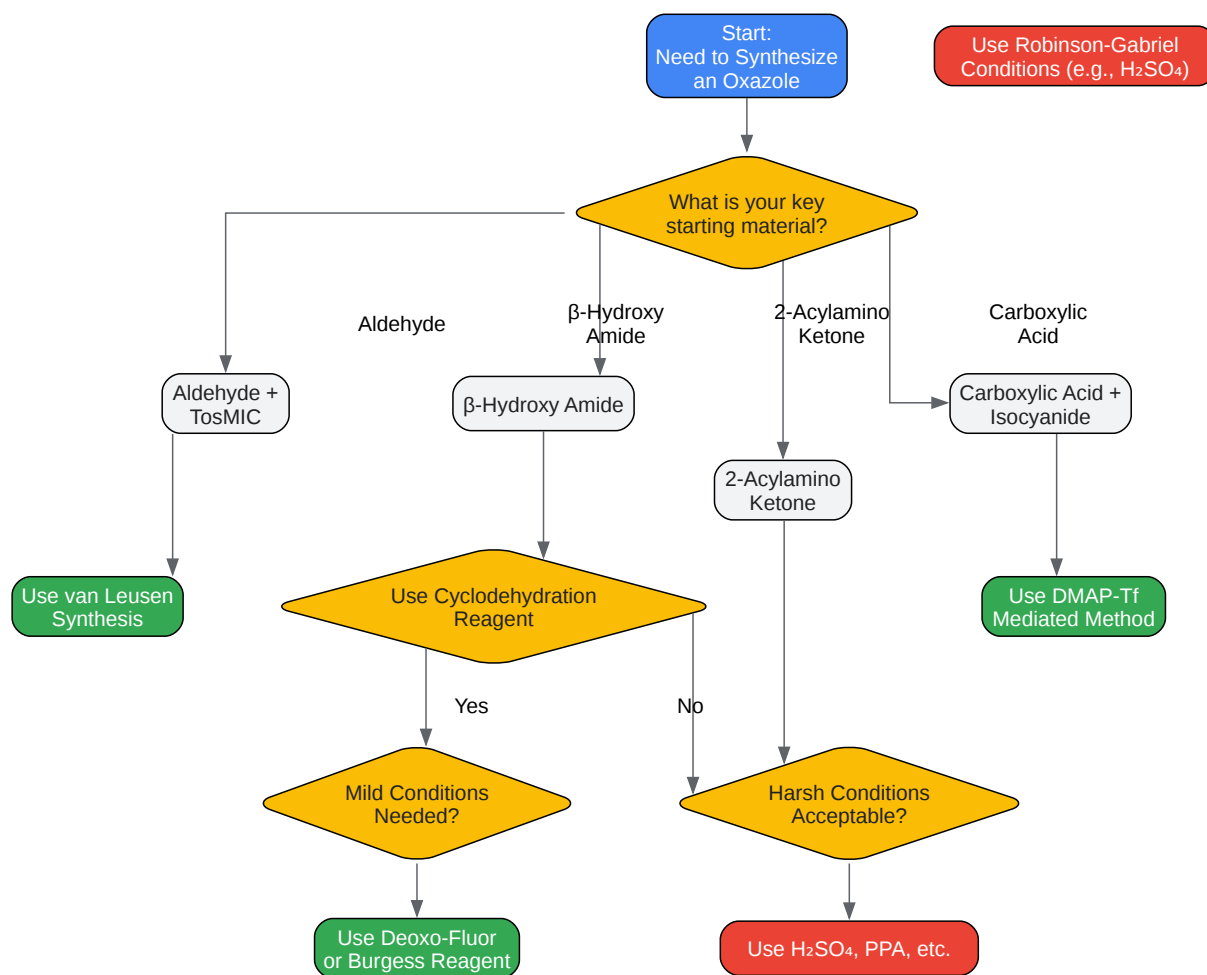 Start:
Need to Synthesize
an Oxazole
Use Robinson-Gabriel
Conditions (e.g., H₂SO₄)
What is your key
starting material?
Aldehyde
β-Hydroxy
Amide
2-Acylamino
Ketone
Carboxylic
Acid
Aldehyde +
TosMIC
β-Hydroxy Amide
Carboxylic Acid +
Isocyanide
2-Acylamino
Ketone
Use van Leusen
Synthesis
Use Cyclodehydration
Reagent
Use DMAP-Tf
Mediated Method
Yes
No
Mild Conditions
Needed?
Harsh Conditions
Acceptable?
Use Deoxo-Fluor
or Burgess Reagent
Use H₂SO₄, PPA, etc.